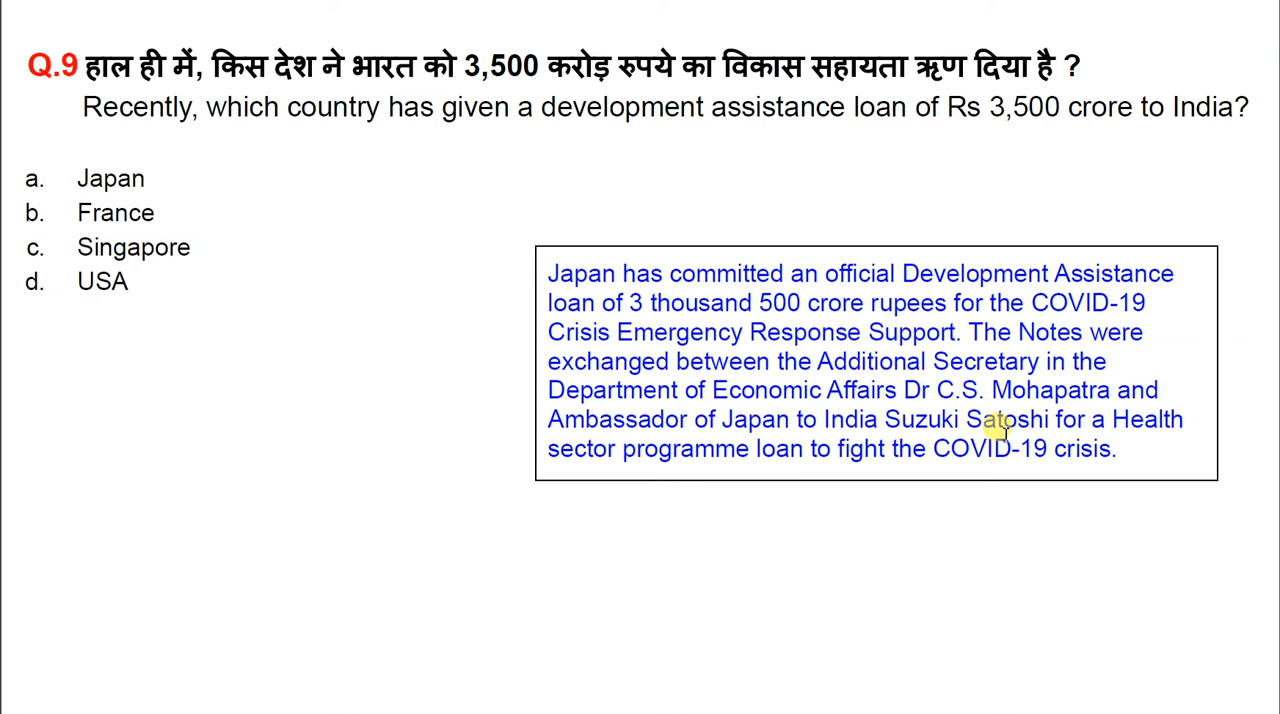 Q.9 हाल ही में, किस देश ने भारत को 3,500 करोड़ रुपये का विकास सहायता ऋण दिया है ?
Recently, which country has given a development assistance loan of Rs 3,500 crore to India?
a. Japan
b. France
c. Singapore
d. USA
Japan has committed an official Development Assistance
loan of 3 thousand 500 crore rupees for the COVID-19
Crisis Emergency Response Support. The Notes were
exchanged between the Additional Secretary in the
Department of Economic Affairs Dr C.S. Mohapatra and
Ambassador of Japan to India Suzuki Satoshi for a Health
sector programme loan to fight the COVID-19 crisis.